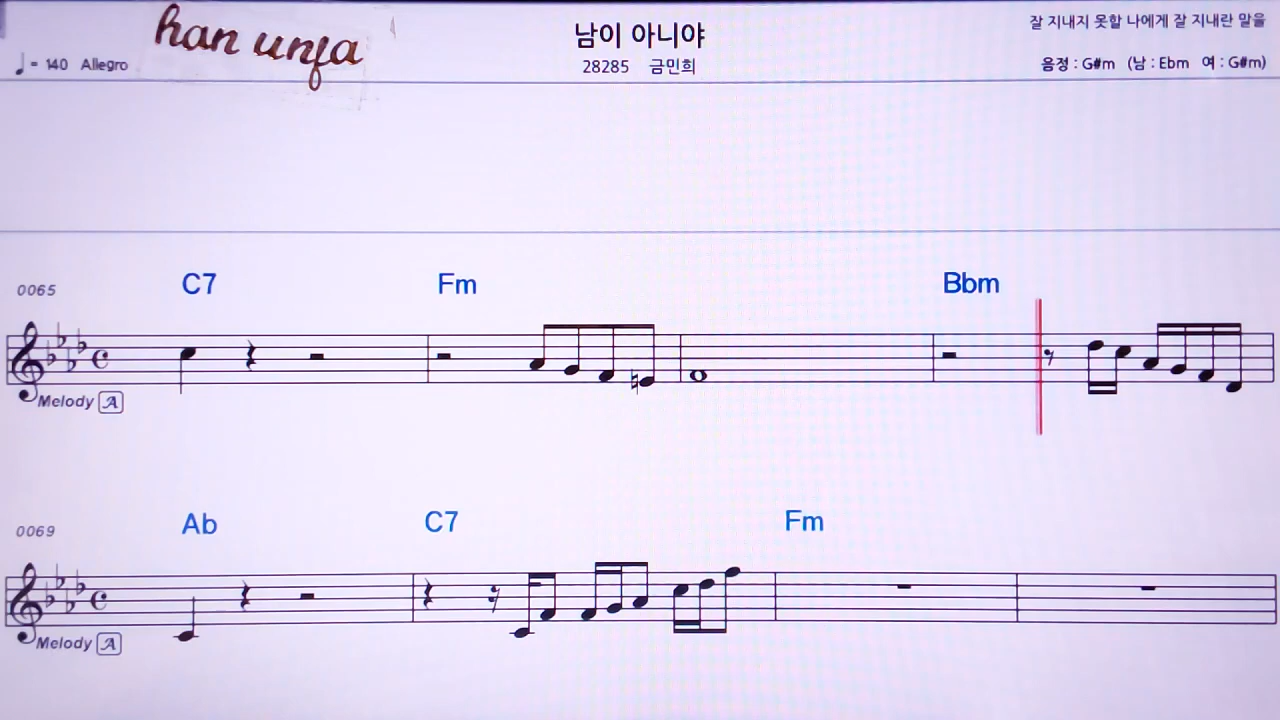 han unfa
남이 아니야
잘 지내지 못할 나에게 잘 지내란 말을
♩= 140 Allegro
28285 금민희
음정 : G#m (남 : Ebm 여 : G#m)
0065 C7 Fm Bbm
Melody A
0069 Ab C7 Fm
Melody A